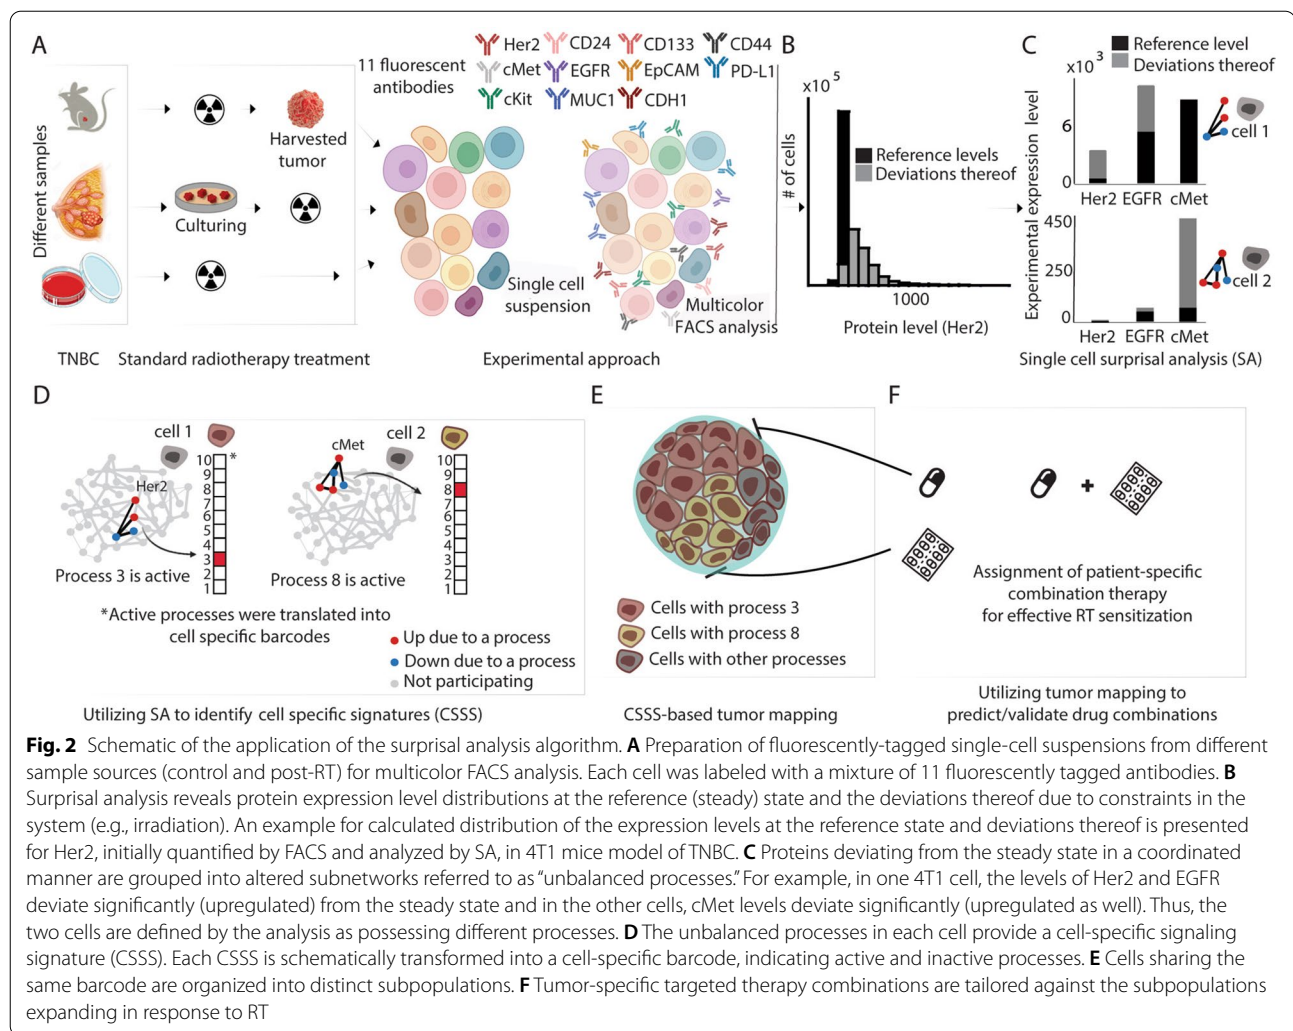 A
Different samples
TNBC
Harvested
tumor
Culturing
Standard radiotherapy treatment
11 fluorescent
antibodies
Her2 CD24 CD133 CD44
cMet EGFR EpCAM PD-L1
cKit MUC1 CDH1
Single cell
suspension
Multicolor
FACS analysis
Experimental approach
B
x10⁵
# of cells
Reference levels
Deviations thereof
1000
Protein level (Her2)
C
Reference level
Deviations thereof
x10³
Experimental expression level
6
0
Her2 EGFR cMet
cell 1
450
250
0
Her2 EGFR cMet
cell 2
Single cell surprisal analysis (SA)
D
cell 1
Her2
10
9
8
7
6
5
4
3
2
1
*
Process 3 is active
cell 2
cMet
10
9
8
7
6
5
4
3
2
1
Process 8 is active
*Active processes were translated into
cell specific barcodes
Up due to a process
Down due to a process
Not participating
Utilizing SA to identify cell specific signatures (CSSS)
E
Cells with process 3
Cells with process 8
Cells with other processes
CSSS-based tumor mapping
F
+
Assignment of patient-specific
combination therapy
for effective RT sensitization
Utilizing tumor mapping to
predict/validate drug combinations
Fig. 2 Schematic of the application of the surprisal analysis algorithm. A Preparation of fluorescently-tagged single-cell suspensions from different
sample sources (control and post-RT) for multicolor FACS analysis. Each cell was labeled with a mixture of 11 fluorescently tagged antibodies. B
Surprisal analysis reveals protein expression level distributions at the reference (steady) state and the deviations thereof due to constraints in the
system (e.g., irradiation). An example for calculated distribution of the expression levels at the reference state and deviations thereof is presented
for Her2, initially quantified by FACS and analyzed by SA, in 4T1 mice model of TNBC. C Proteins deviating from the steady state in a coordinated
manner are grouped into altered subnetworks referred to as “unbalanced processes.” For example, in one 4T1 cell, the levels of Her2 and EGFR
deviate significantly (upregulated) from the steady state and in the other cells, cMet levels deviate significantly (upregulated as well). Thus, the
two cells are defined by the analysis as possessing different processes. D The unbalanced processes in each cell provide a cell-specific signaling
signature (CSSS). Each CSSS is schematically transformed into a cell-specific barcode, indicating active and inactive processes. E Cells sharing the
same barcode are organized into distinct subpopulations. F Tumor-specific targeted therapy combinations are tailored against the subpopulations
expanding in response to RT